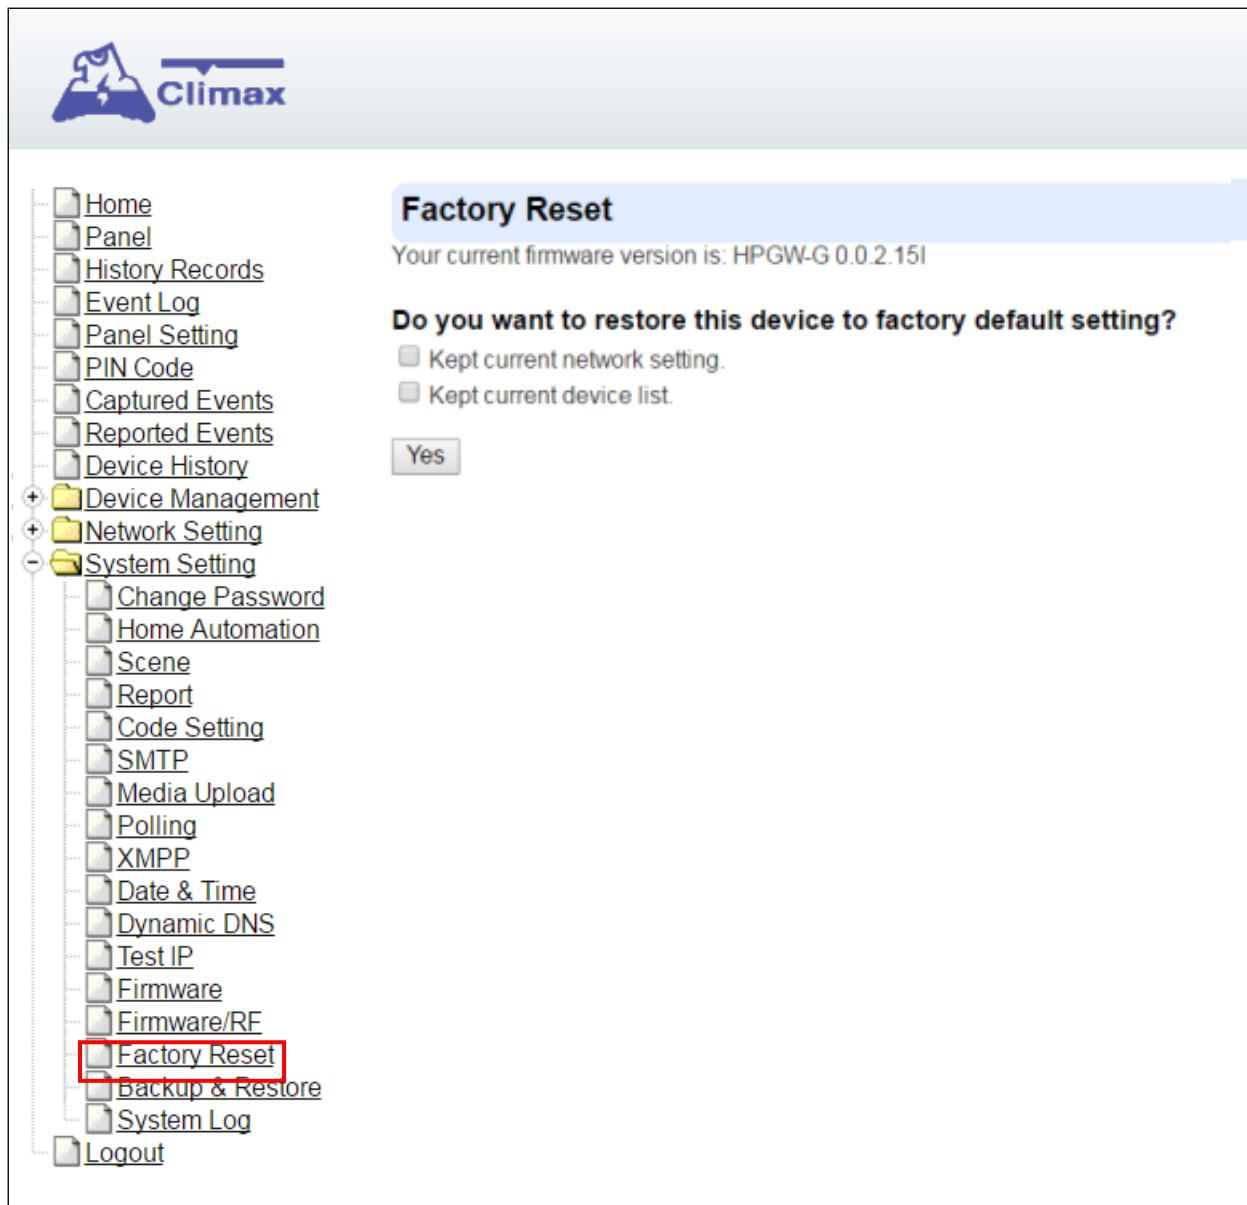 Climax
Home
Panel
History Records
Event Log
Panel Setting
PIN Code
Captured Events
Reported Events
Device History
Device Management
Network Setting
System Setting
Change Password
Home Automation
Scene
Report
Code Setting
SMTP
Media Upload
Polling
XMPP
Date & Time
Dynamic DNS
Test IP
Firmware
Firmware/RF
Factory Reset
Backup & Restore
System Log
Logout
Factory Reset
Your current firmware version is: HPGW-G 0.0.2.15I
Do you want to restore this device to factory default setting?
Kept current network setting.
Kept current device list.
Yes